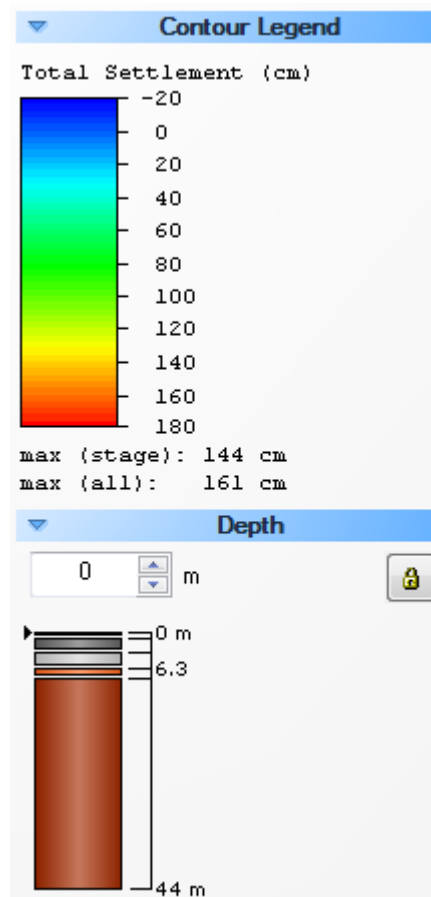 Contour Legend
Total Settlement (cm)
-20
0
20
40
60
80
100
120
140
160
180
max (stage): 144 cm
max (all): 161 cm
Depth
0 m
0 m
6.3
44 m